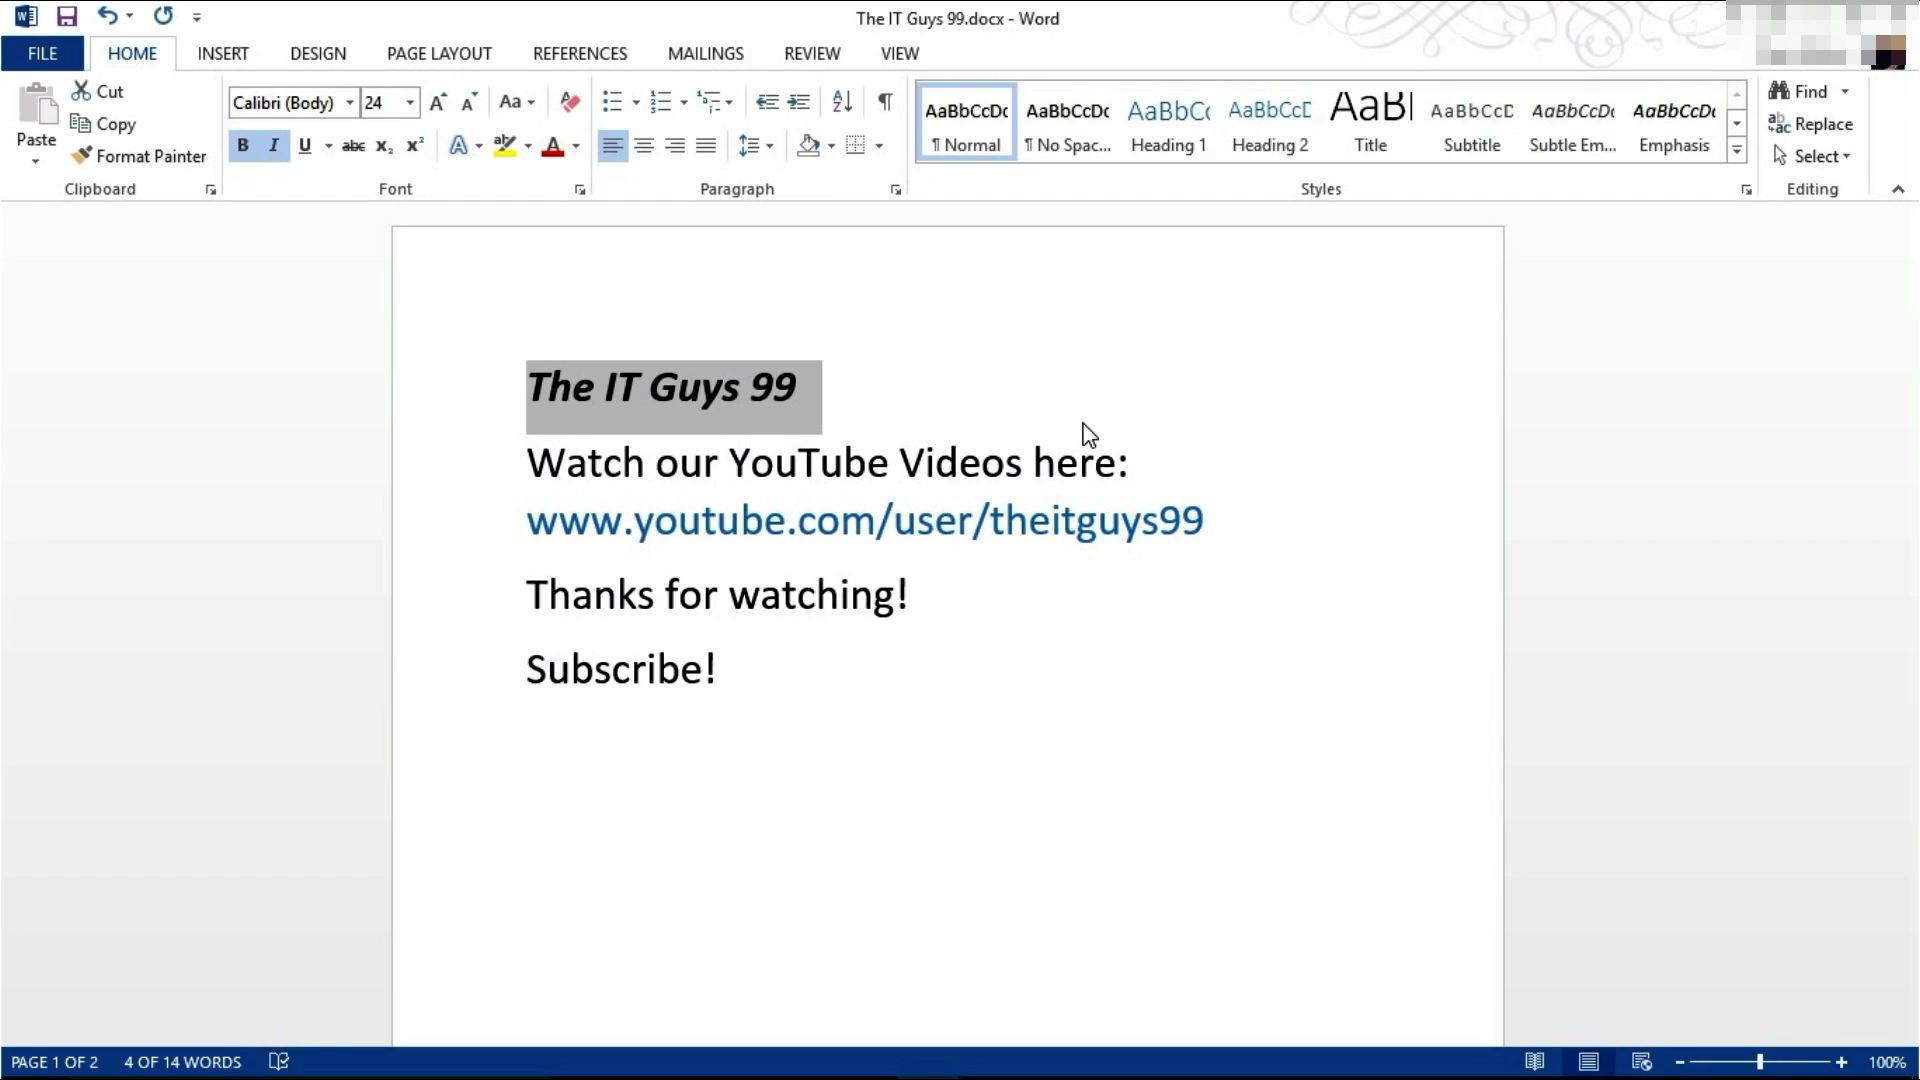 The IT Guys 99.docx - Word
FILE HOME INSERT DESIGN PAGE LAYOUT REFERENCES MAILINGS REVIEW VIEW
Paste
Cut
Copy
Format Painter
Clipboard
Calibri (Body) 24 Aa
B I U abc x₂ x² A aby A
Font
A Z
Paragraph
AaBbCcDc AaBbCcDc AaBbCc AaBbCcD AaB AaBbCcD AaBbCcDc AaBbCcDc
¶ Normal ¶ No Spac... Heading 1 Heading 2 Title Subtitle Subtle Em... Emphasis
Styles
Find
Replace
Select
Editing
The IT Guys 99
Watch our YouTube Videos here:
www.youtube.com/user/theitguys99
Thanks for watching!
Subscribe!
PAGE 1 OF 2 4 OF 14 WORDS 100%